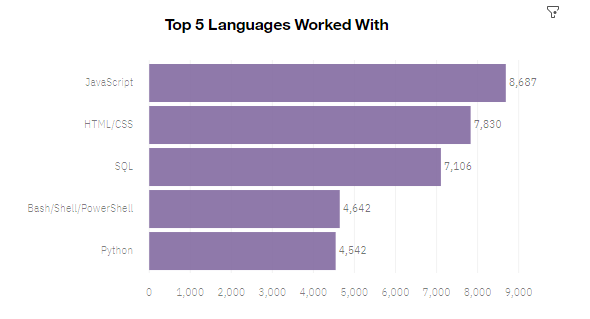 Top 5 Languages Worked With
JavaScript 8,687
HTML/CSS 7,830
SQL 7,106
Bash/Shell/PowerShell 4,642
Python 4,542
0 1,000 2,000 3,000 4,000 5,000 6,000 7,000 8,000 9,000